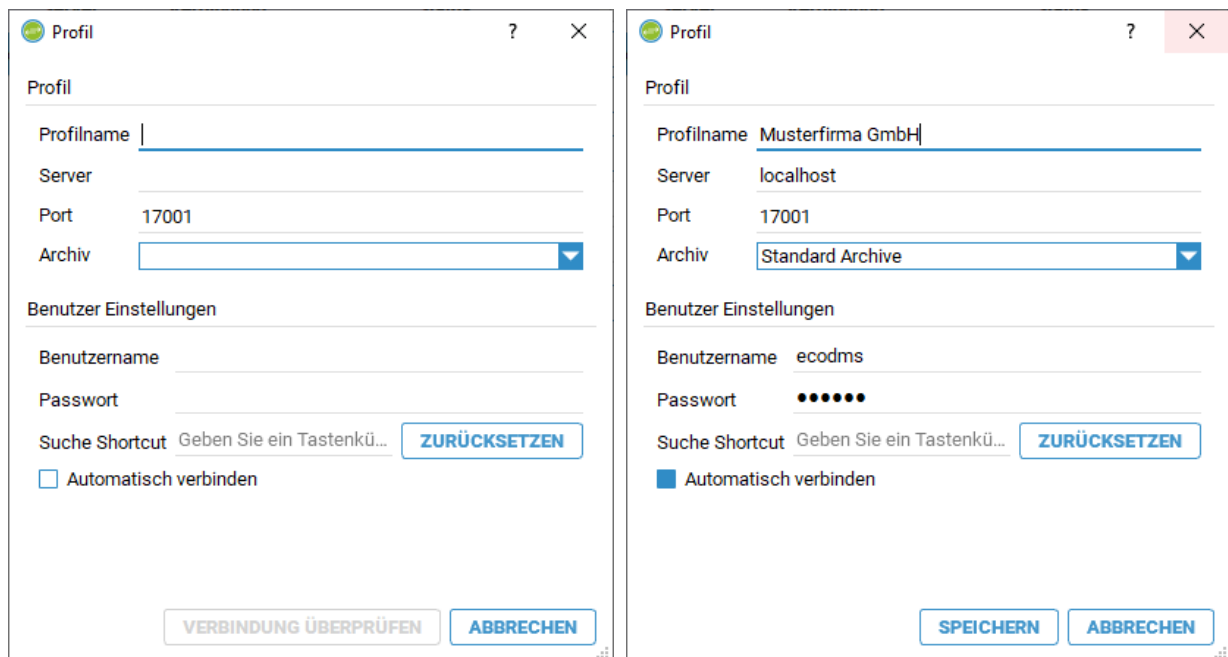 Profil
Profil
Profilname
Server
Port 17001
Archiv
Benutzer Einstellungen
Benutzername
Passwort
Suche Shortcut Geben Sie ein Tastenkü... ZURÜCKSETZEN
Automatisch verbinden
VERBINDUNG ÜBERPRÜFEN ABBRECHEN
Profil
Profil
Profilname Musterfirma GmbH
Server localhost
Port 17001
Archiv Standard Archive
Benutzer Einstellungen
Benutzername ecodms
Passwort ●●●●●●
Suche Shortcut Geben Sie ein Tastenkü... ZURÜCKSETZEN
Automatisch verbinden
SPEICHERN ABBRECHEN